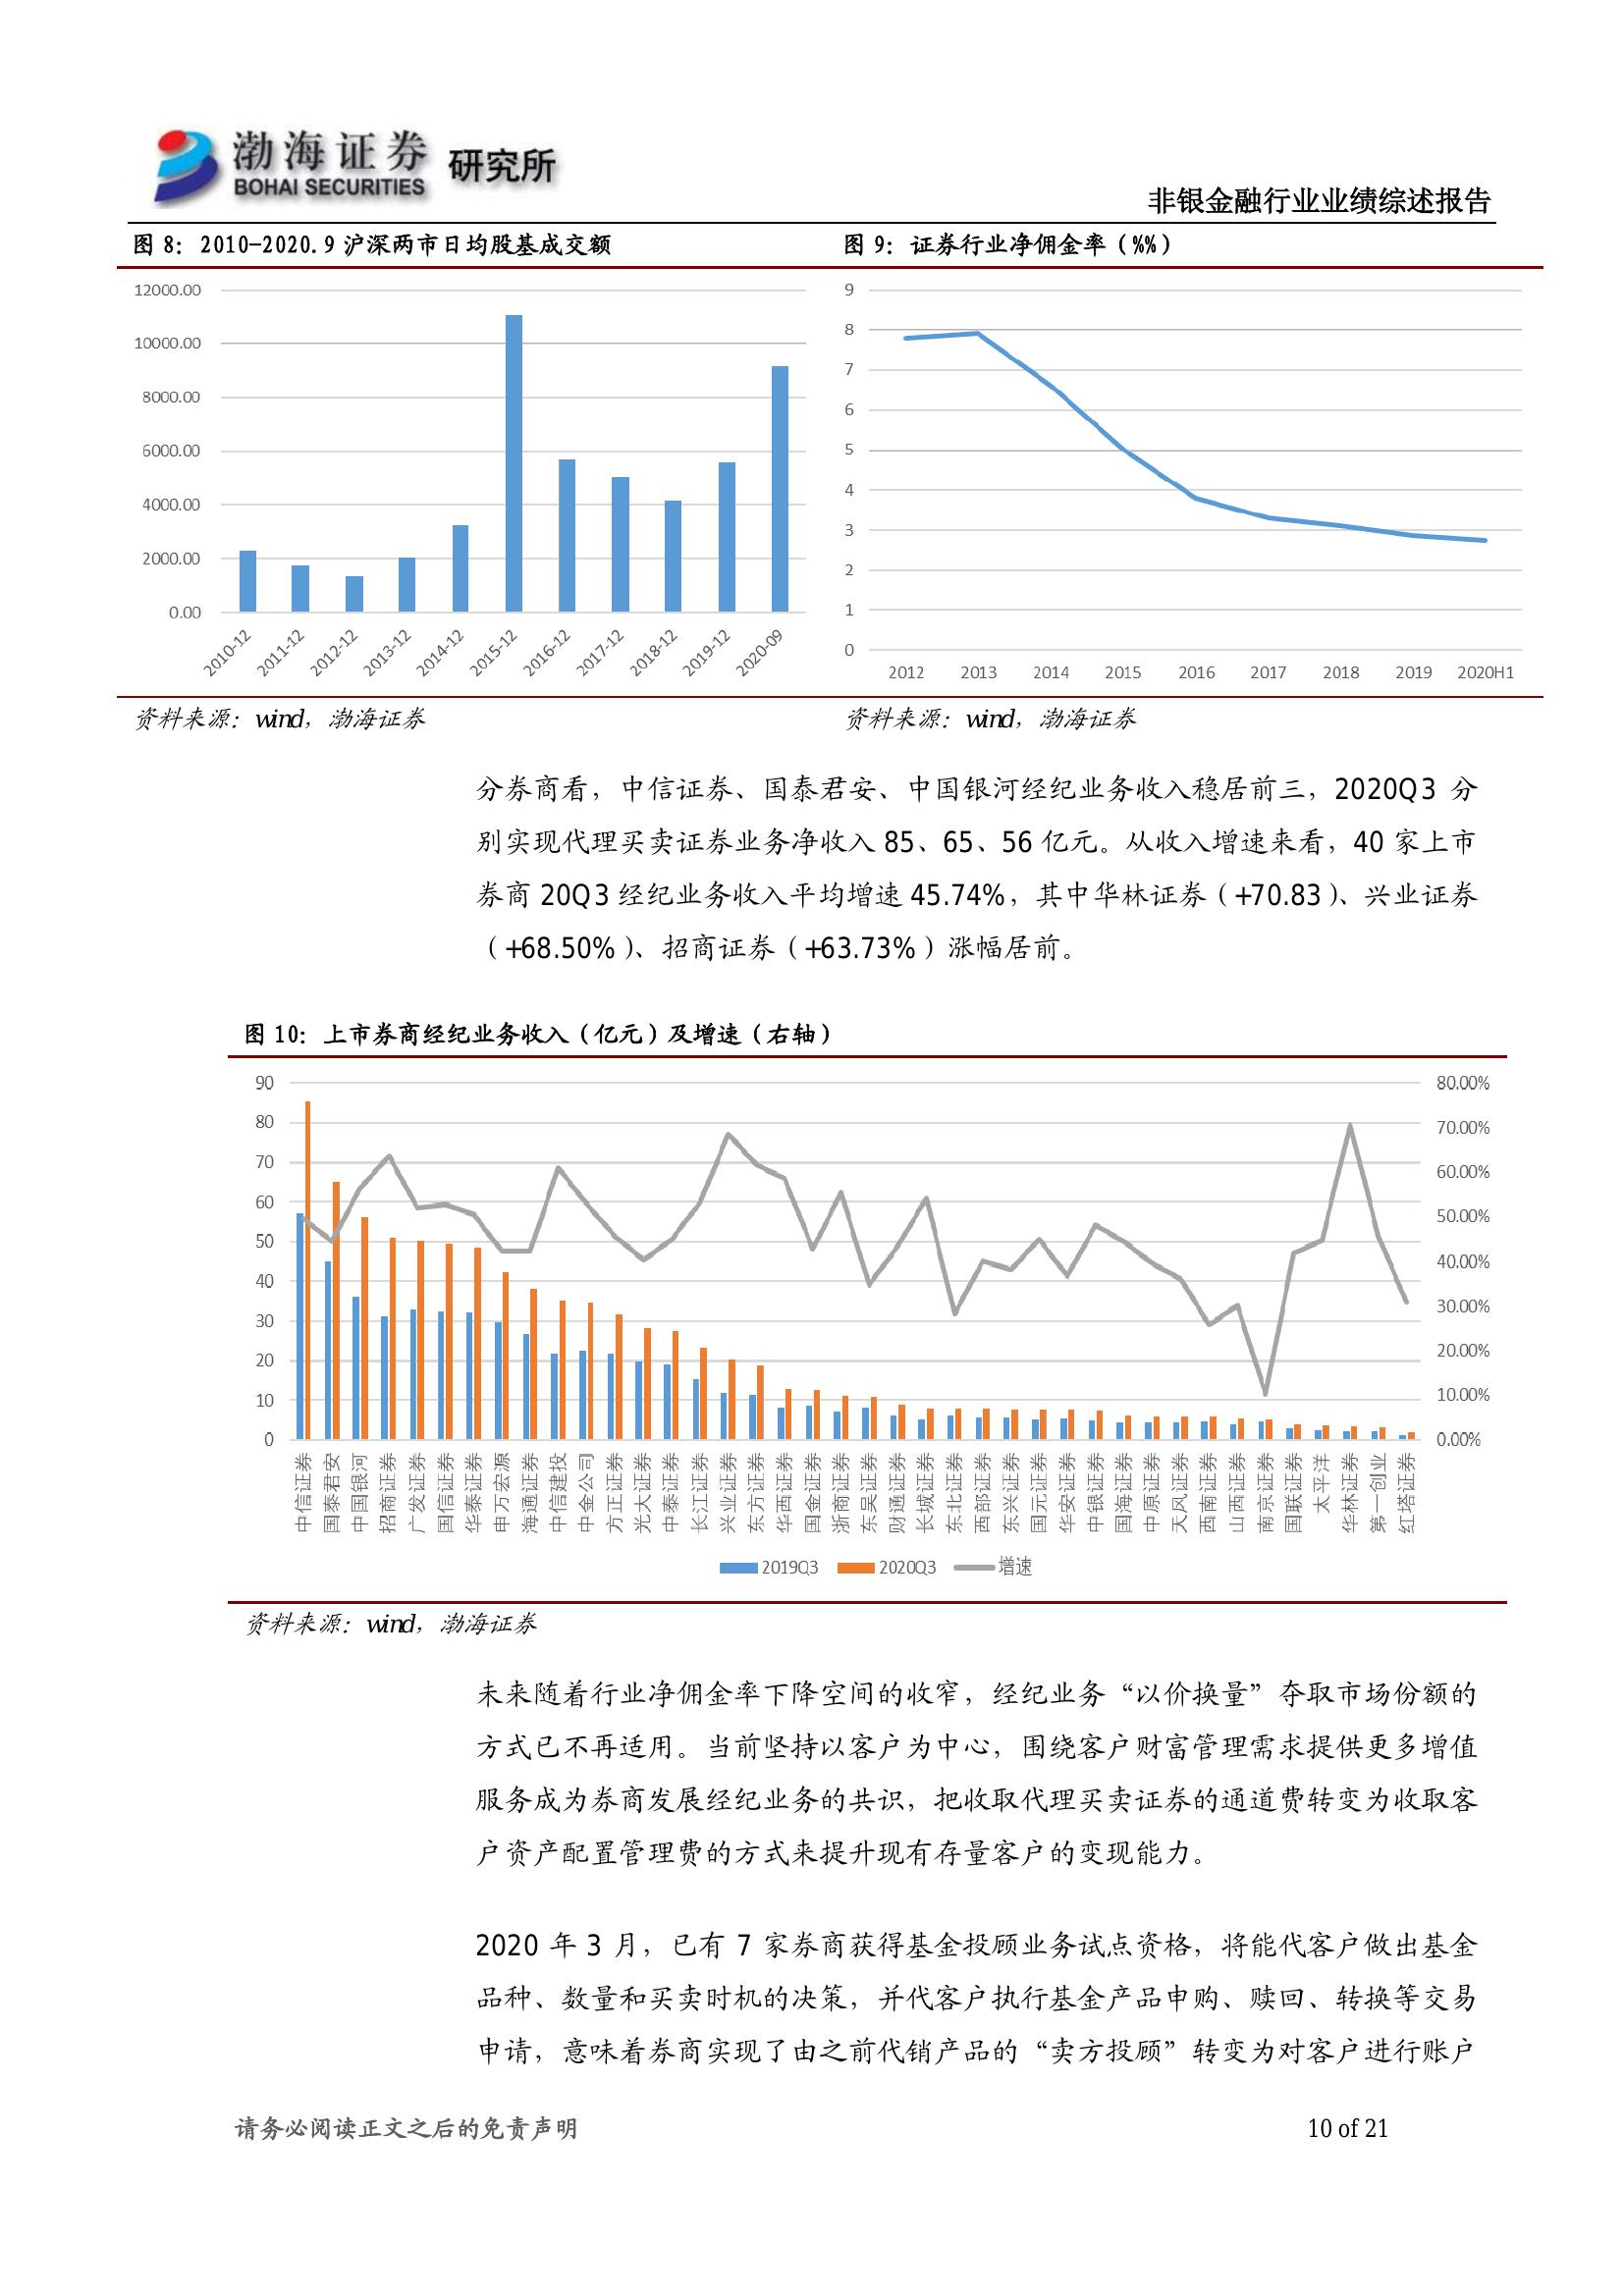 渤海证券 研究所
BOHAI SECURITIES
非银金融行业业绩综述报告
图 8：2010-2020.9 沪深两市日均股基成交额
12000.00
10000.00
8000.00
6000.00
4000.00
2000.00
0.00
2010-12
2011-12
2012-12
2013-12
2014-12
2015-12
2016-12
2017-12
2018-12
2019-12
2020-09
资料来源：wind，渤海证券
图 9：证券行业净佣金率（%%）
9
8
7
6
5
4
3
2
1
0
2012 2013 2014 2015 2016 2017 2018 2019 2020H1
资料来源：wind，渤海证券
分券商看，中信证券、国泰君安、中国银河经纪业务收入稳居前三，2020Q3 分
别实现代理买卖证券业务净收入 85、65、56 亿元。从收入增速来看，40 家上市
券商 20Q3 经纪业务收入平均增速 45.74%，其中华林证券（+70.83）、兴业证券
（+68.50%）、招商证券（+63.73%）涨幅居前。
图 10：上市券商经纪业务收入（亿元）及增速（右轴）
90
80
70
60
50
40
30
20
10
0
80.00%
70.00%
60.00%
50.00%
40.00%
30.00%
20.00%
10.00%
0.00%
中信证券
国泰君安
中国银河
招商证券
广发证券
国信证券
华泰证券
申万宏源
海通证券
中信建投
中金公司
方正证券
光大证券
中泰证券
长江证券
兴业证券
东方证券
华西证券
国金证券
浙商证券
东吴证券
财通证券
长城证券
东北证券
西部证券
东兴证券
国元证券
华安证券
中银证券
国海证券
中原证券
天风证券
西南证券
山西证券
南京证券
国联证券
太平洋
华林证券
第一创业
红塔证券
2019Q3 2020Q3 增速
资料来源：wind，渤海证券
未来随着行业净佣金率下降空间的收窄，经纪业务“以价换量”夺取市场份额的
方式已不再适用。当前坚持以客户为中心，围绕客户财富管理需求提供更多增值
服务成为券商发展经纪业务的共识，把收取代理买卖证券的通道费转变为收取客
户资产配置管理费的方式来提升现有存量客户的变现能力。
2020 年 3 月，已有 7 家券商获得基金投顾业务试点资格，将能代客户做出基金
品种、数量和买卖时机的决策，并代客户执行基金产品申购、赎回、转换等交易
申请，意味着券商实现了由之前代销产品的“卖方投顾”转变为对客户进行账户
请务必阅读正文之后的免责声明
10 of 21